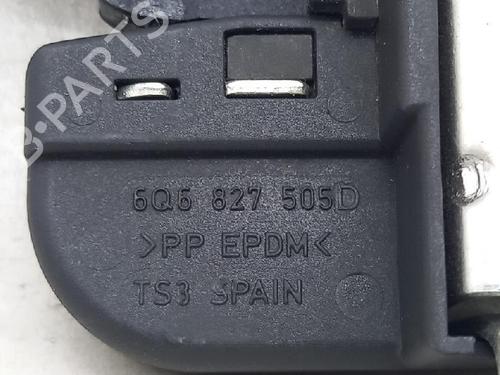 B-PARTS
6Q6 827 505D
>PP EPDM<
TS3 SPAIN